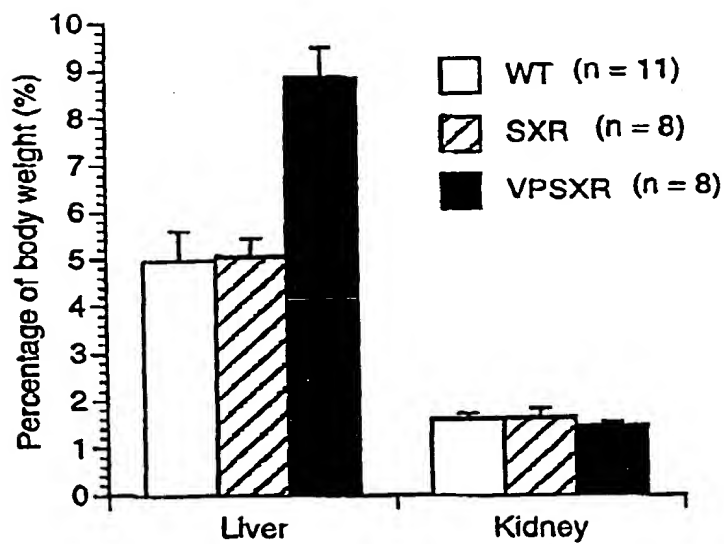 Percentage of body weight (%)
10
9
8
7
6
5
4
3
2
1
0
WT (n = 11)
SXR (n = 8)
VPSXR (n = 8)
Liver
Kidney